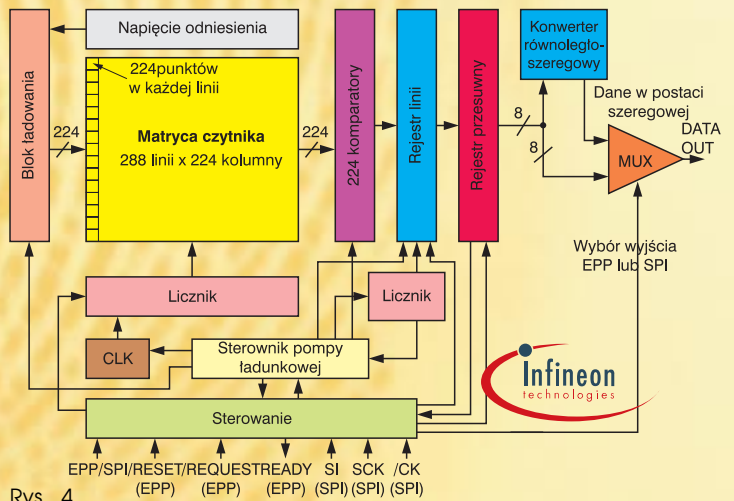 Napięcie odniesienia
Blok ładowania
224
224punktów
w każdej linii
Matryca czytnika
288 linii x 224 kolumny
224
224 komparatory
Rejestr linii
Rejestr przesuwny
8
8
Konwerter
równoległo-
szeregowy
Dane w postaci
szeregowej
MUX
DATA
OUT
Wybór wyjścia
EPP lub SPI
Licznik
Licznik
CLK
Sterownik pompy
ładunkowej
Sterowanie
Infineon
technologies
EPP/SPI/RESET/REQUESTREADY SI SCK /CK
(EPP) (EPP) (EPP) (SPI) (SPI) (SPI)
Rys. 4